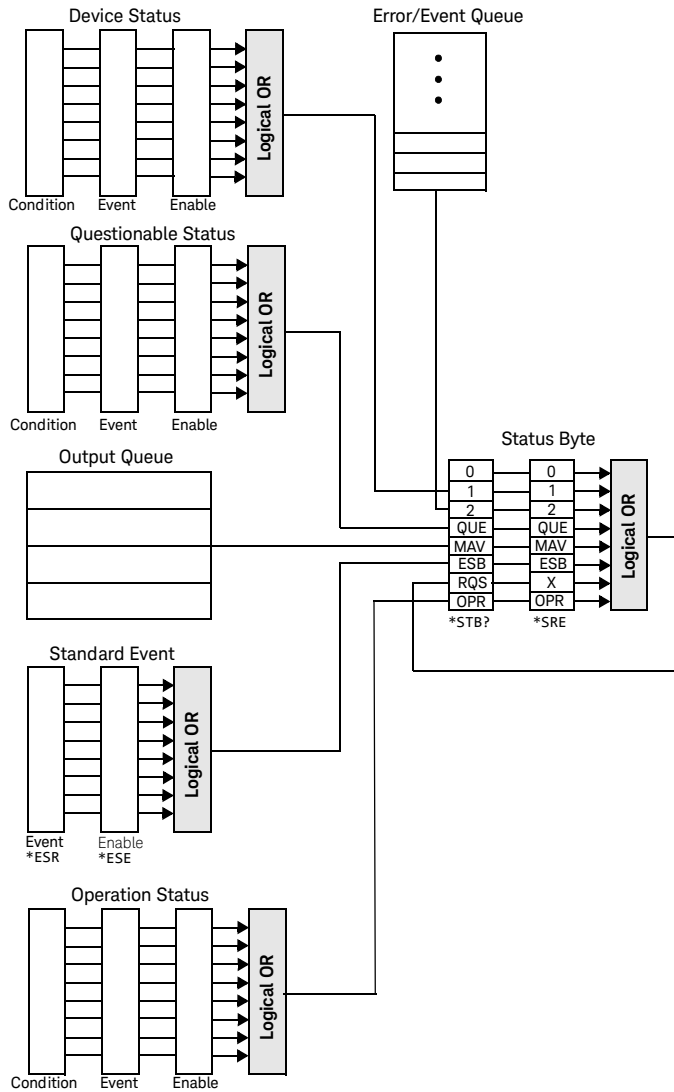 Device Status
Logical OR
Condition Event Enable
Error/Event Queue
Questionable Status
Logical OR
Condition Event Enable
Output Queue
Status Byte
0 0
1 1
2 2
QUE QUE
MAV MAV
ESB ESB
RQS X
OPR OPR
Logical OR
*STB? *SRE
Standard Event
Logical OR
Event Enable
*ESR *ESE
Operation Status
Logical OR
Condition Event Enable